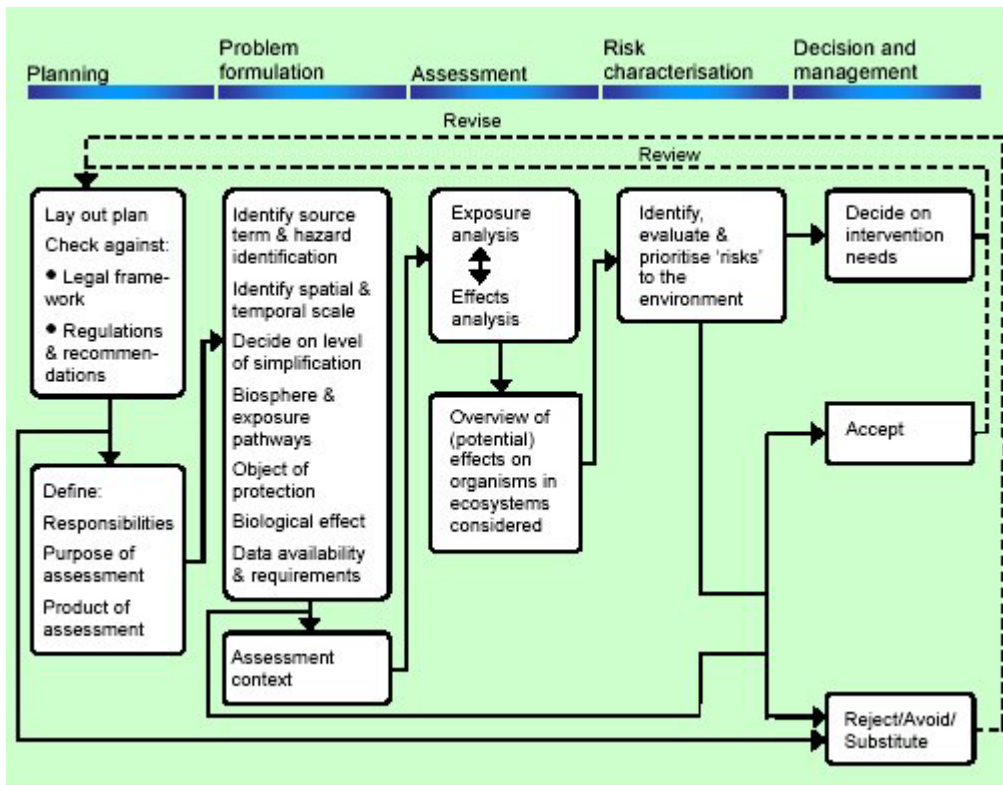 Planning
Problem
formulation
Assessment
Risk
characterisation
Decision and
management
Revise
Review
Lay out plan
Check against:
• Legal frame-
work
• Regulations
& recommen-
dations
Define:
Responsibilities
Purpose of
assessment
Product of
assessment
Identify source
term & hazard
identification
Identify spatial &
temporal scale
Decide on level
of simplification
Biosphere &
exposure
pathways
Object of
protection
Biological effect
Data availability
& requirements
Assessment
context
Exposure
analysis
Effects
analysis
Overview of
(potential)
effects on
organisms in
ecosystems
considered
Identify,
evaluate &
prioritise ‘risks’
to the
environment
Decide on
intervention
needs
Accept
Reject/Avoid/
Substitute